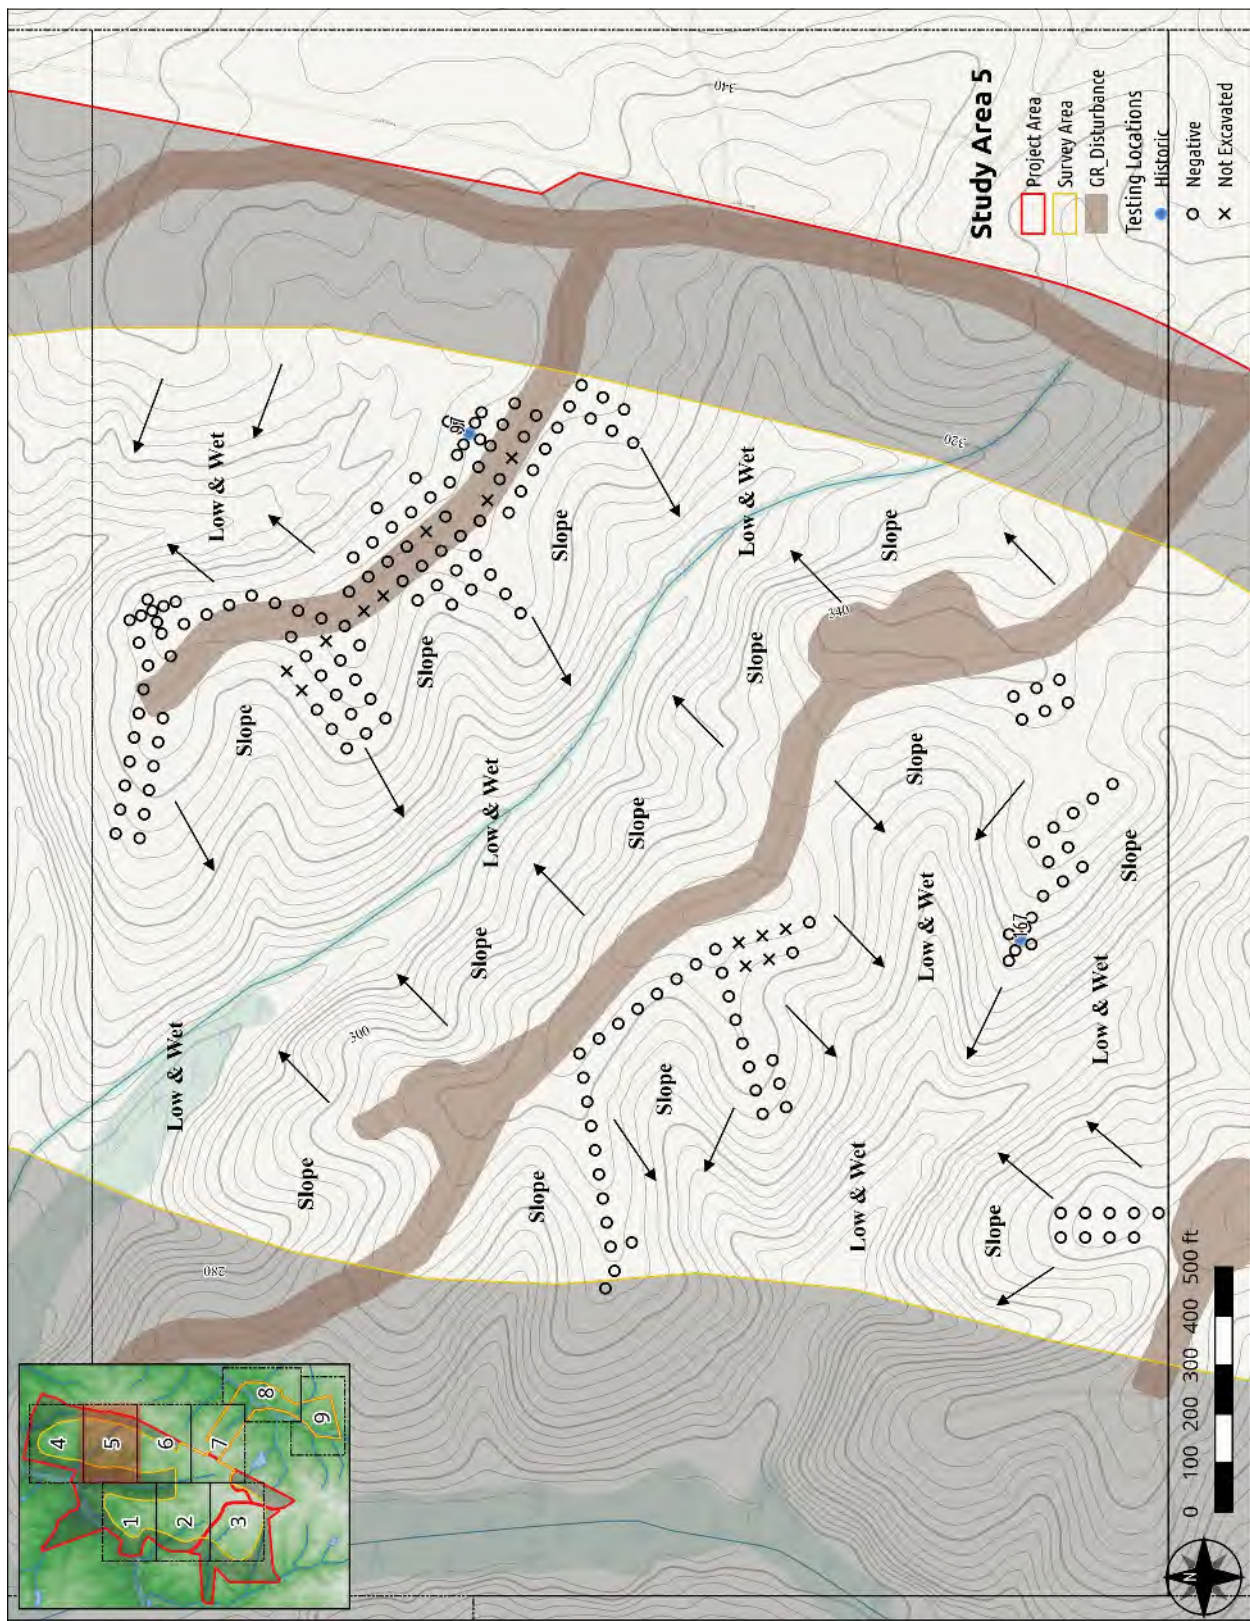 Study Area 5
Project Area
Survey Area
GR_Disturbance
Testing Locations
Historic
Negative
Not Excavated
340
320
340
300
280
167
Low & Wet
Low & Wet
Low & Wet
Low & Wet
Low & Wet
Low & Wet
Low & Wet
Slope
Slope
Slope
Slope
Slope
Slope
Slope
Slope
Slope
Slope
Slope
Slope
Slope
0 100 200 300 400 500 ft
N
1
2
3
4
5
6
7
8
9